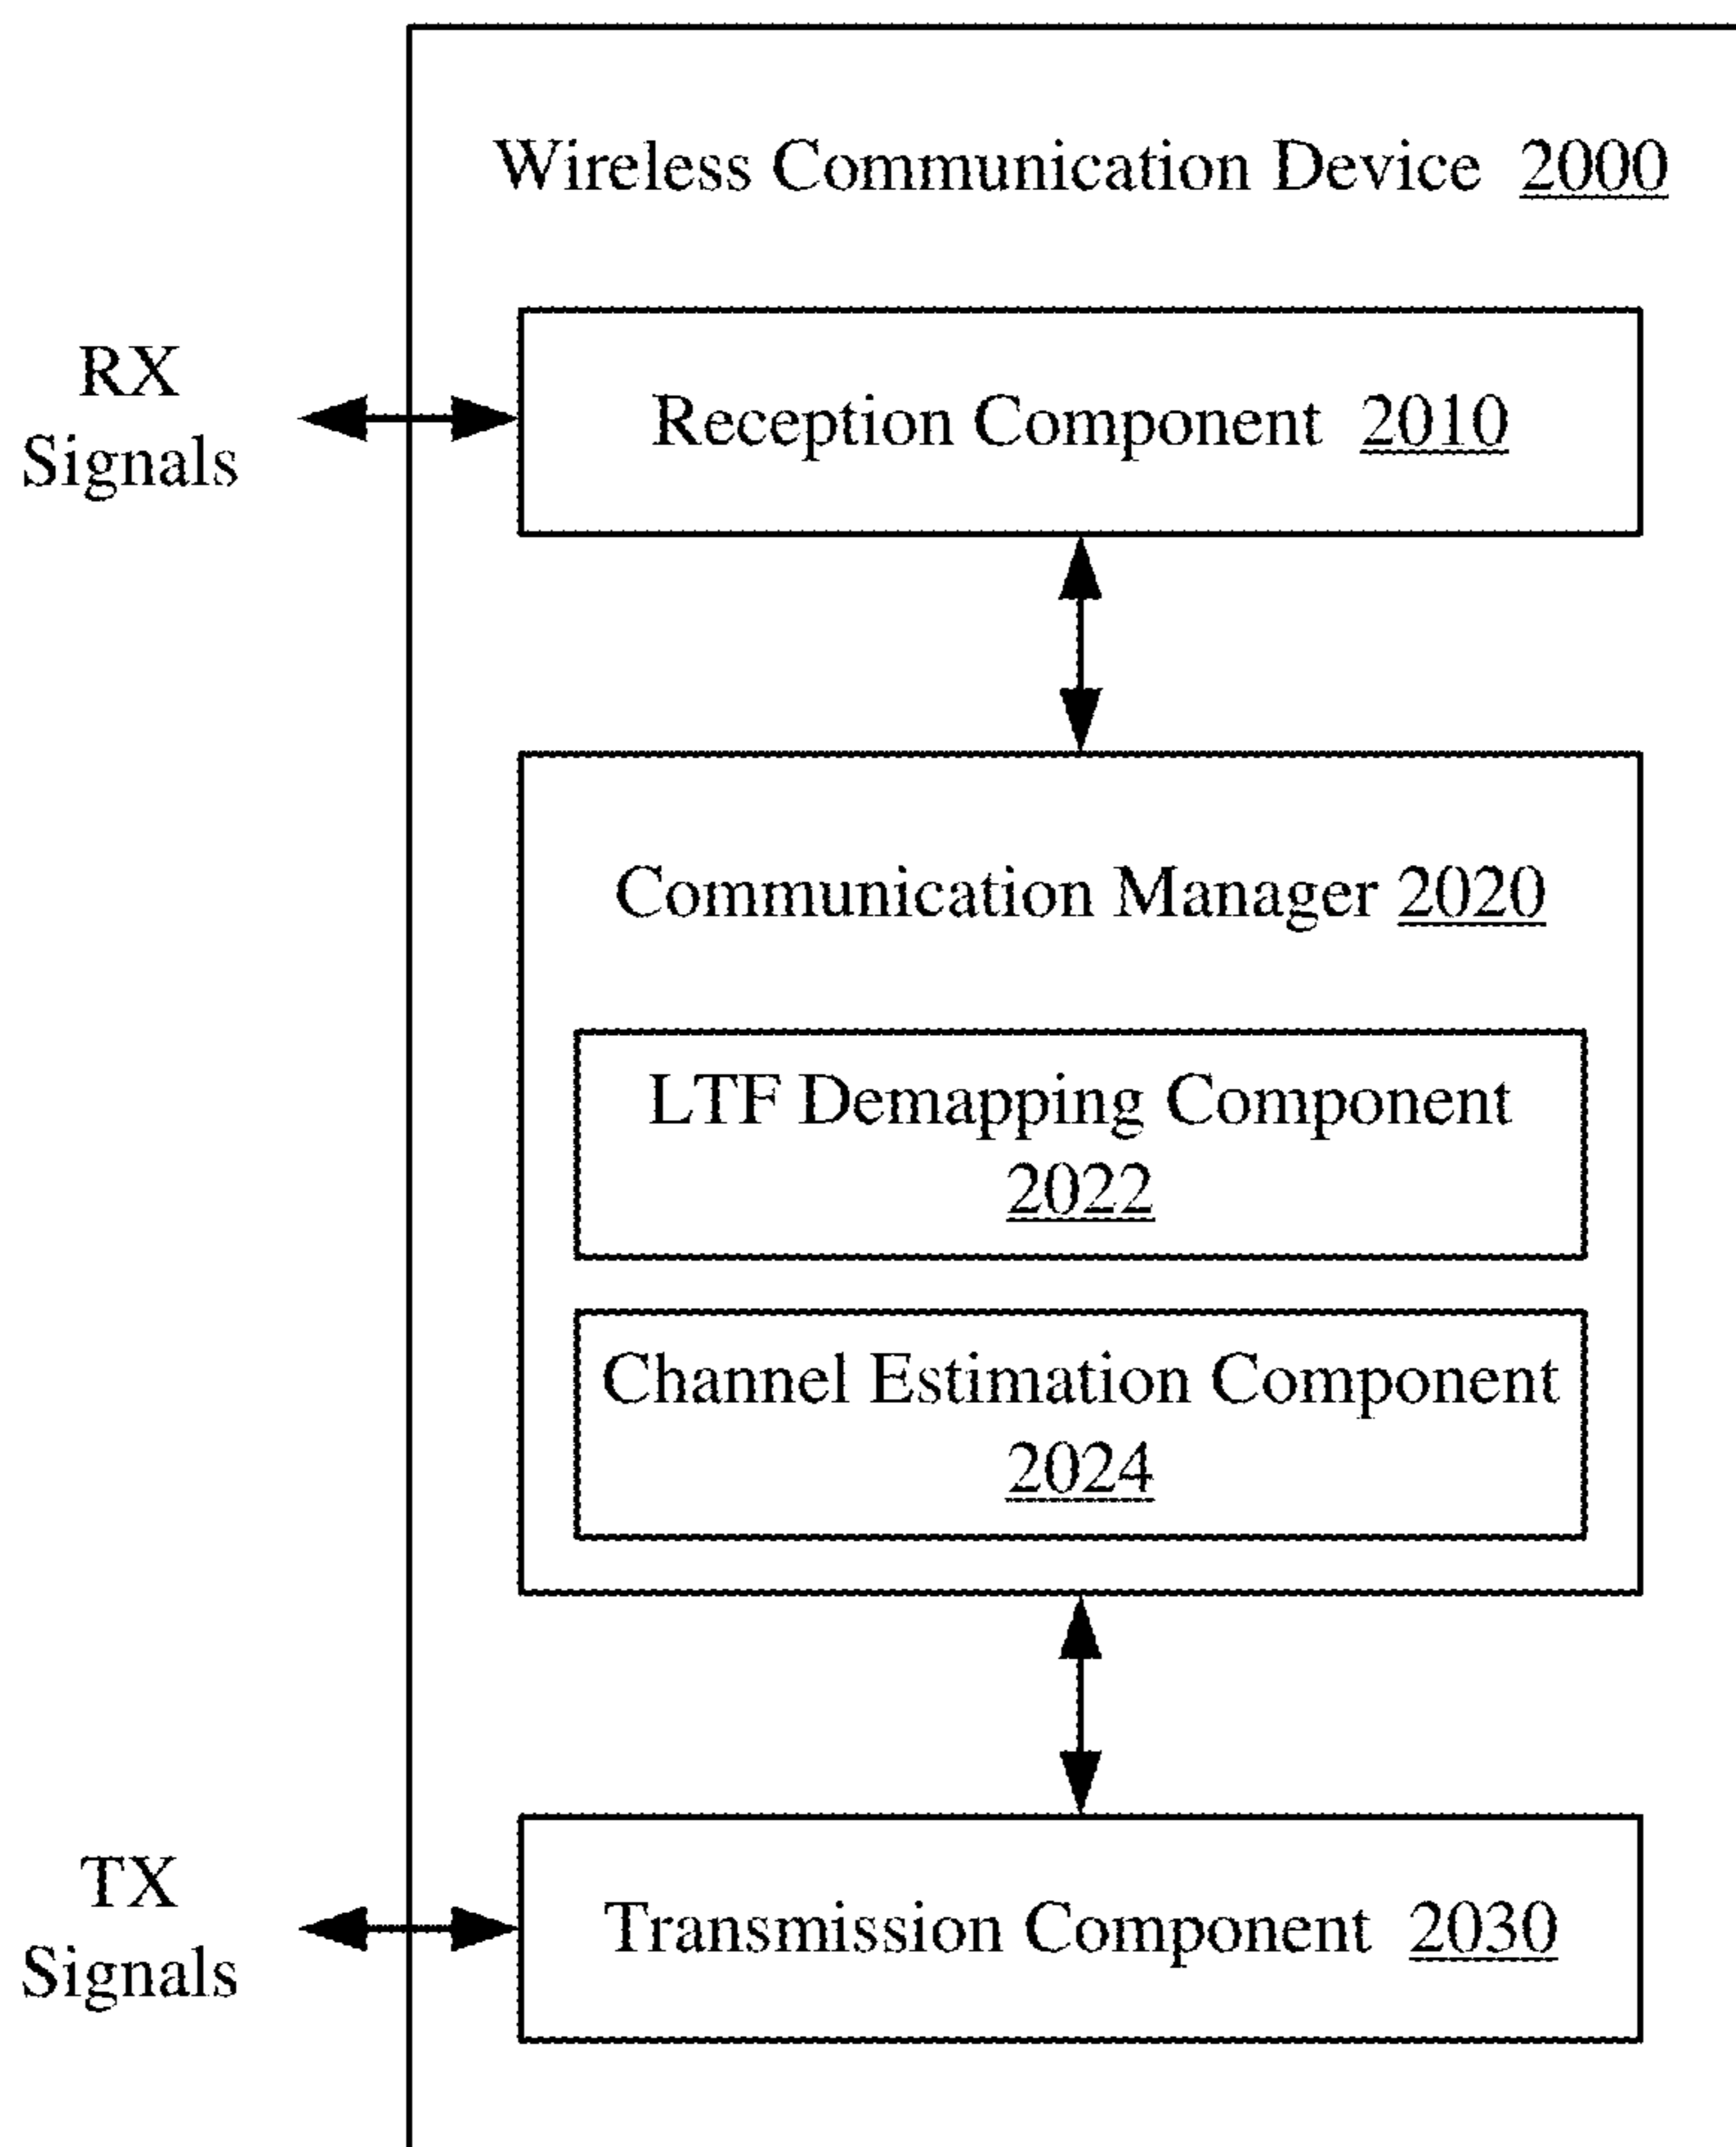 Wireless Communication Device 2000
RX
Signals
Reception Component 2010
Communication Manager 2020
LTF Demapping Component
2022
Channel Estimation Component
2024
TX
Signals
Transmission Component 2030